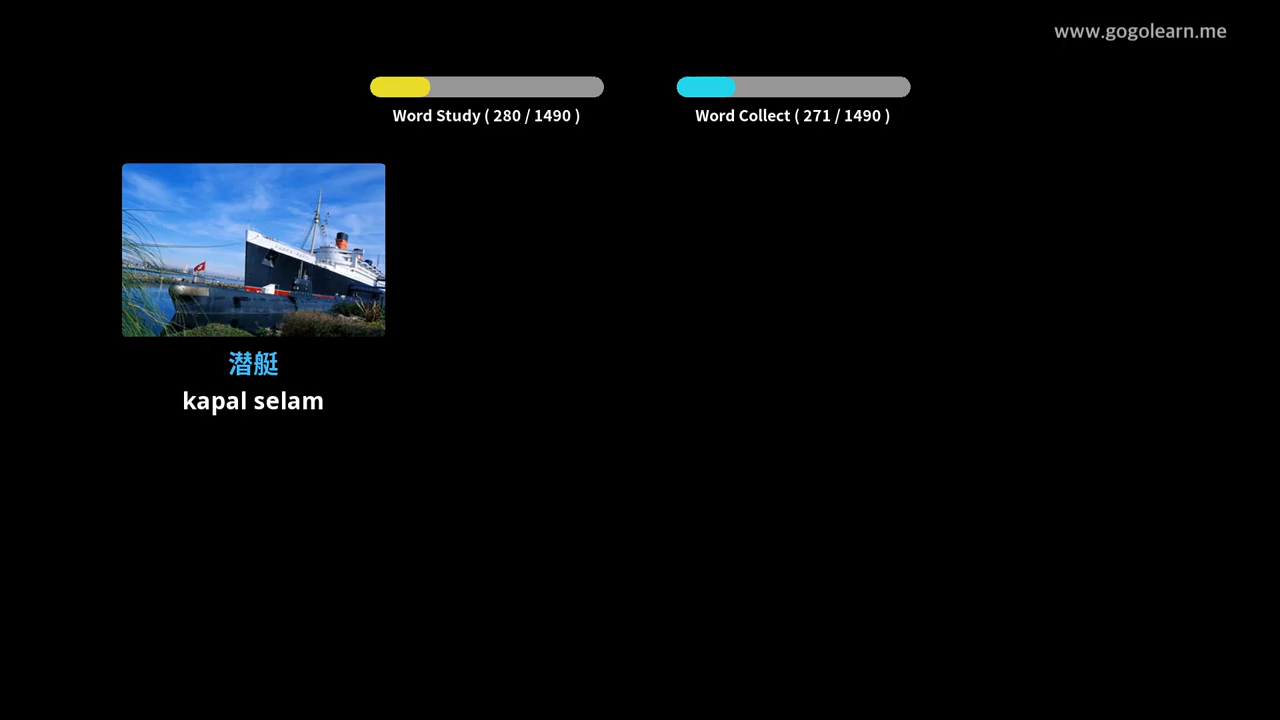 www.gogolearn.me
Word Study ( 280 / 1490 )
Word Collect ( 271 / 1490 )
潜艇
kapal selam